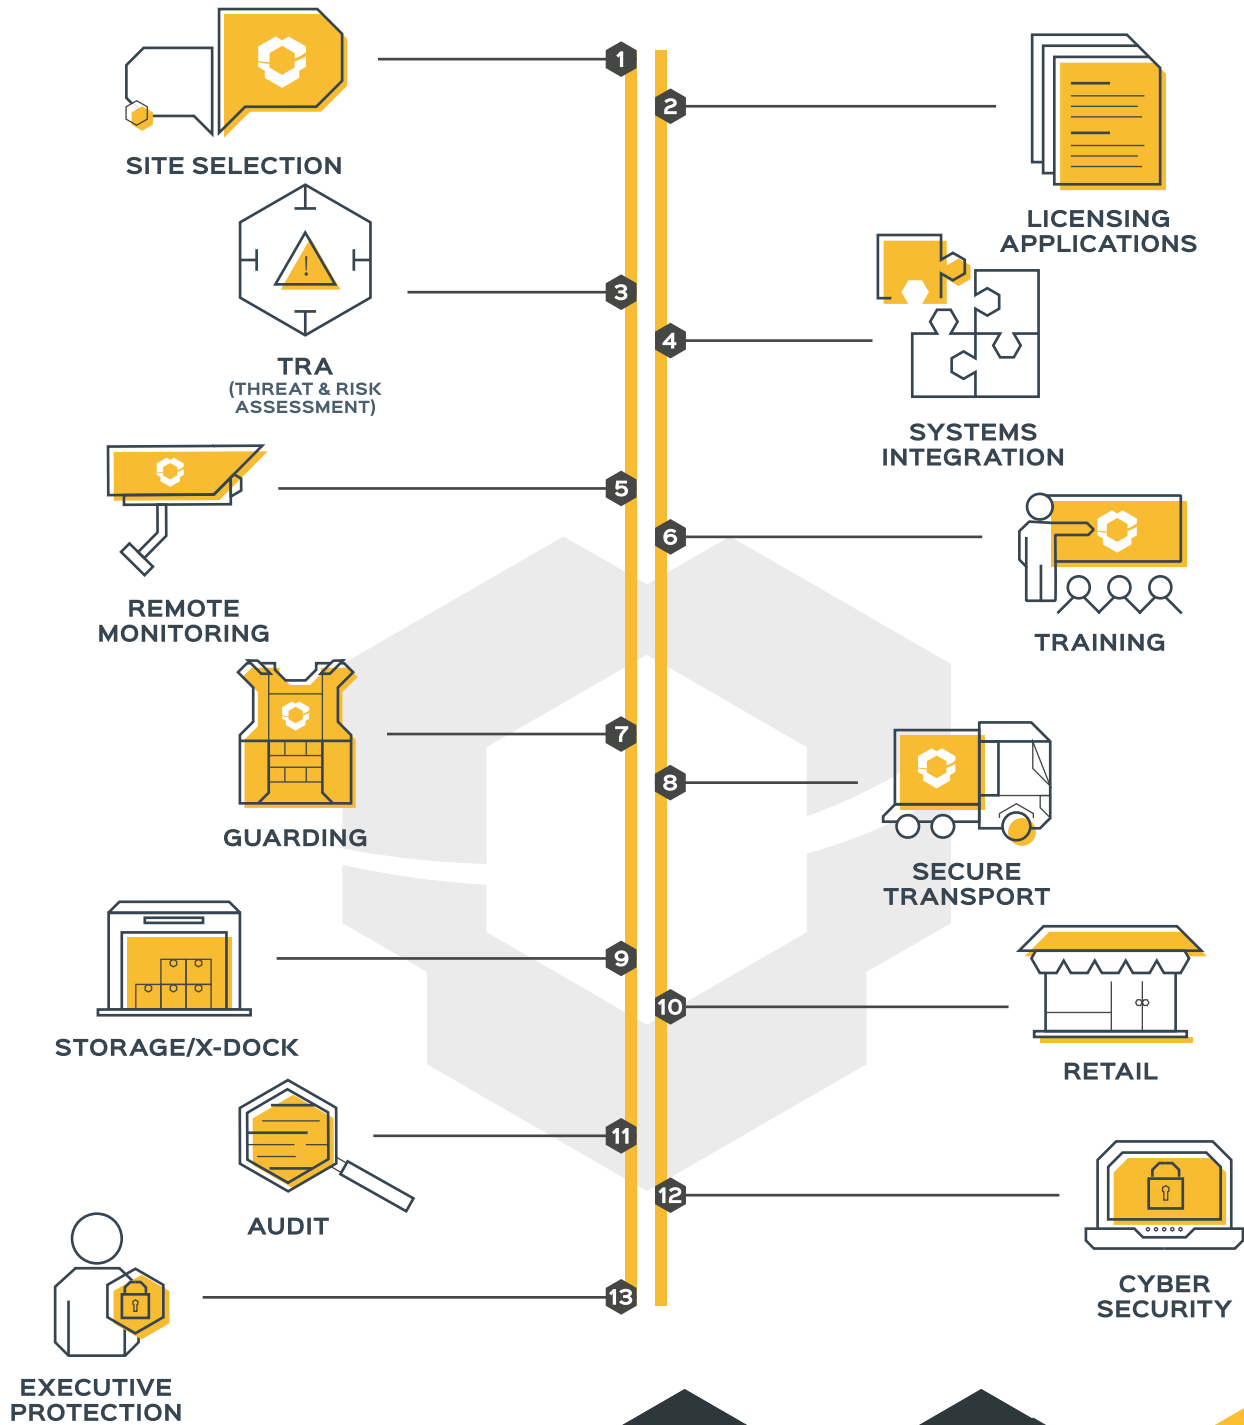 1
SITE SELECTION
2
LICENSING
APPLICATIONS
3
!
TRA
(THREAT & RISK
ASSESSMENT)
4
SYSTEMS
INTEGRATION
5
REMOTE
MONITORING
6
TRAINING
7
GUARDING
8
SECURE
TRANSPORT
9
STORAGE/X-DOCK
10
RETAIL
11
AUDIT
12
CYBER
SECURITY
13
EXECUTIVE
PROTECTION